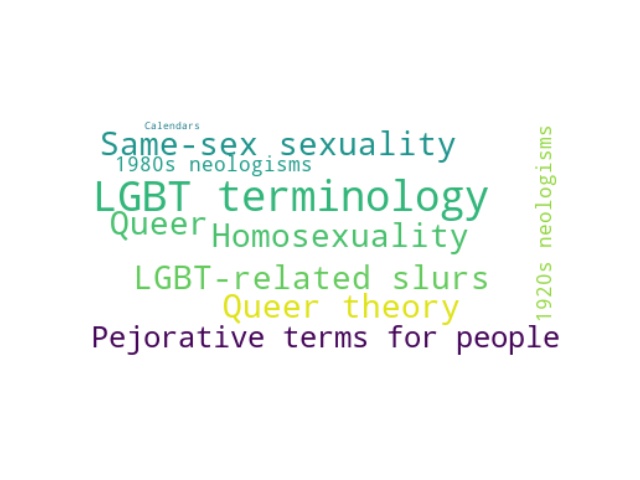 Calendars
Same-sex sexuality
1980s neologisms
LGBT terminology
Queer
Homosexuality
LGBT-related slurs
Queer theory
Pejorative terms for people
1920s neologisms